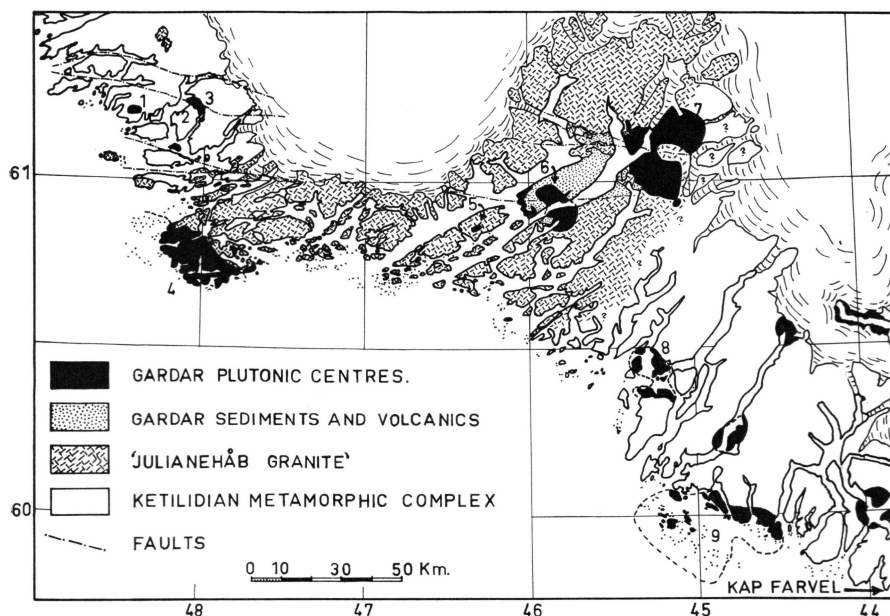 1
3
2
7
61
6
5
4
8
GARDAR PLUTONIC CENTRES.
GARDAR SEDIMENTS AND VOLCANICS
'JULIANEHÅB GRANITE'
KETILIDIAN METAMORPHIC COMPLEX
60
FAULTS
9
0 10 30 50 Km.
KAP FARVEL
48 47 46 45 44